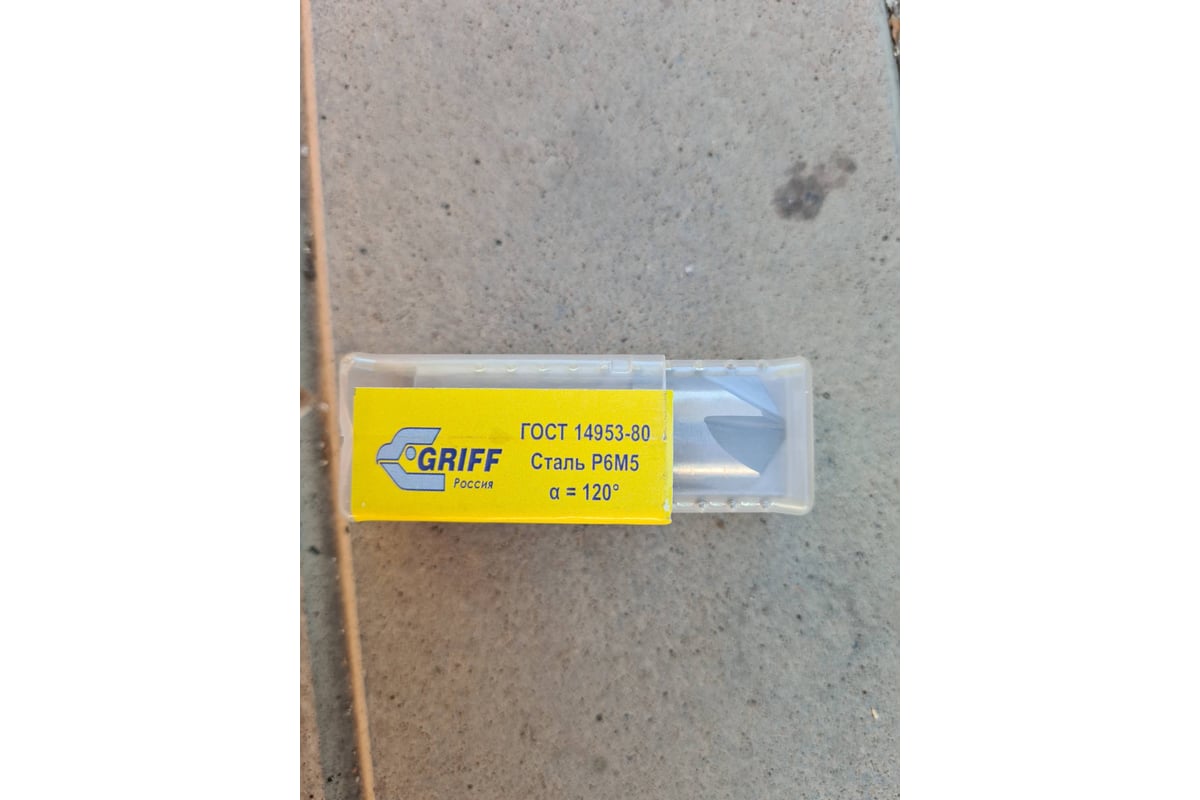 GRIFF
Россия
ГОСТ 14953-80
Сталь Р6М5
α = 120°